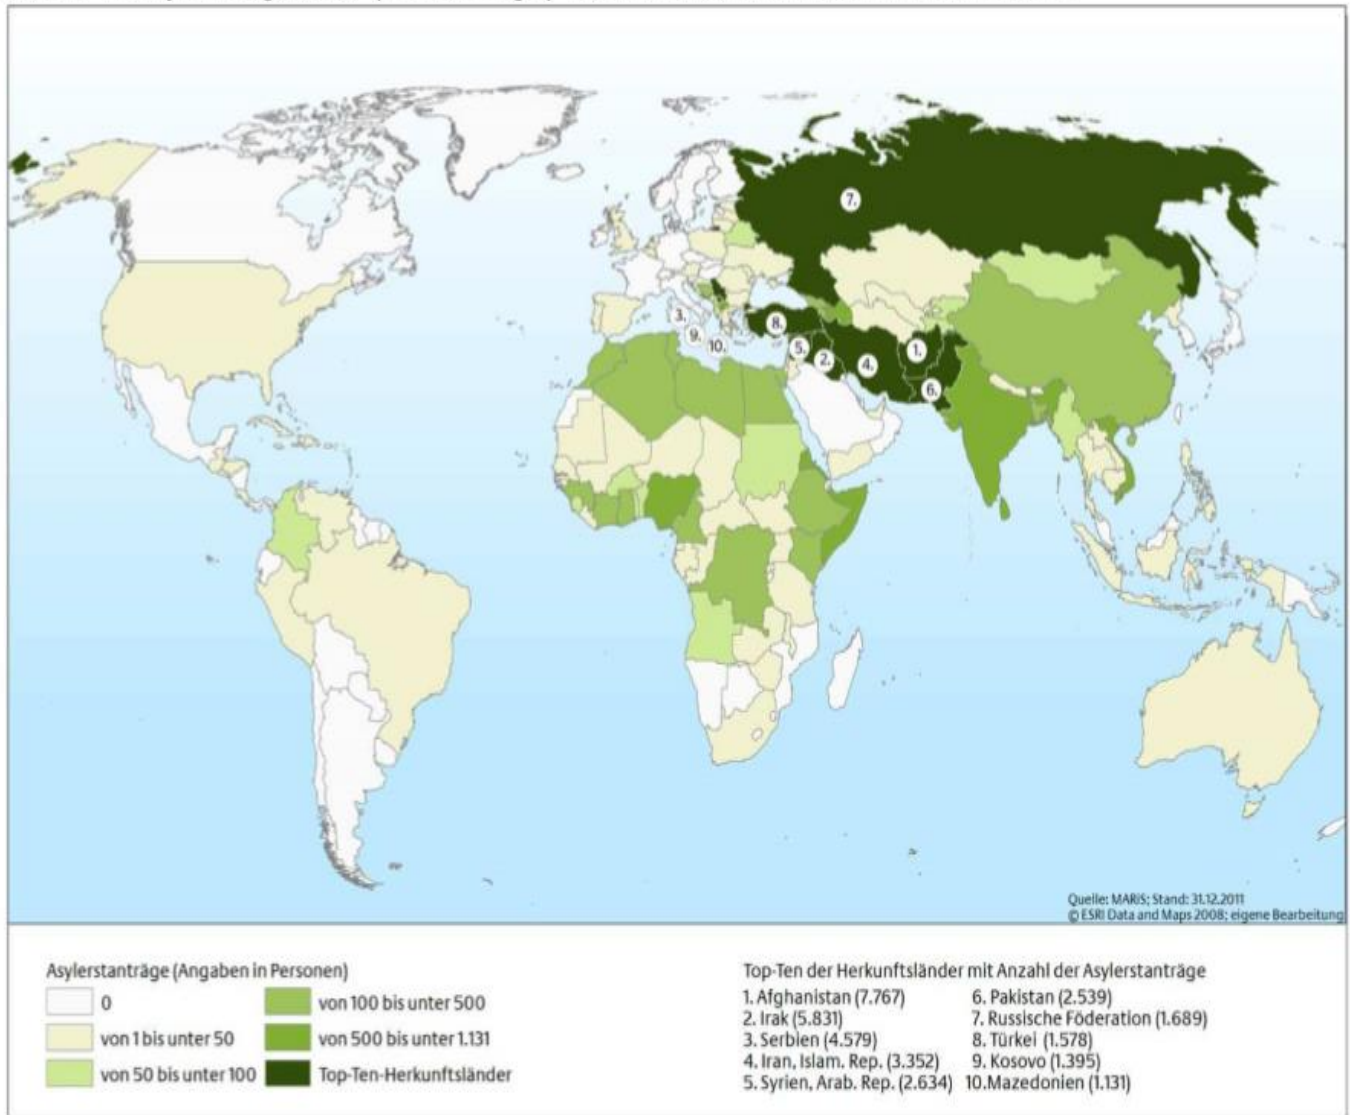 7.
3.
9.
10.
8.
5.
2.
4.
1.
6.
Quelle: MARiS; Stand: 31.12.2011
© ESRI Data and Maps 2008; eigene Bearbeitung
Asylerstanträge (Angaben in Personen)
0
von 1 bis unter 50
von 50 bis unter 100
von 100 bis unter 500
von 500 bis unter 1.131
Top-Ten-Herkunftsländer
Top-Ten der Herkunftsländer mit Anzahl der Asylerstanträge
1. Afghanistan (7.767)
2. Irak (5.831)
3. Serbien (4.579)
4. Iran, Islam. Rep. (3.352)
5. Syrien, Arab. Rep. (2.634)
6. Pakistan (2.539)
7. Russische Föderation (1.689)
8. Türkei (1.578)
9. Kosovo (1.395)
10.Mazedonien (1.131)